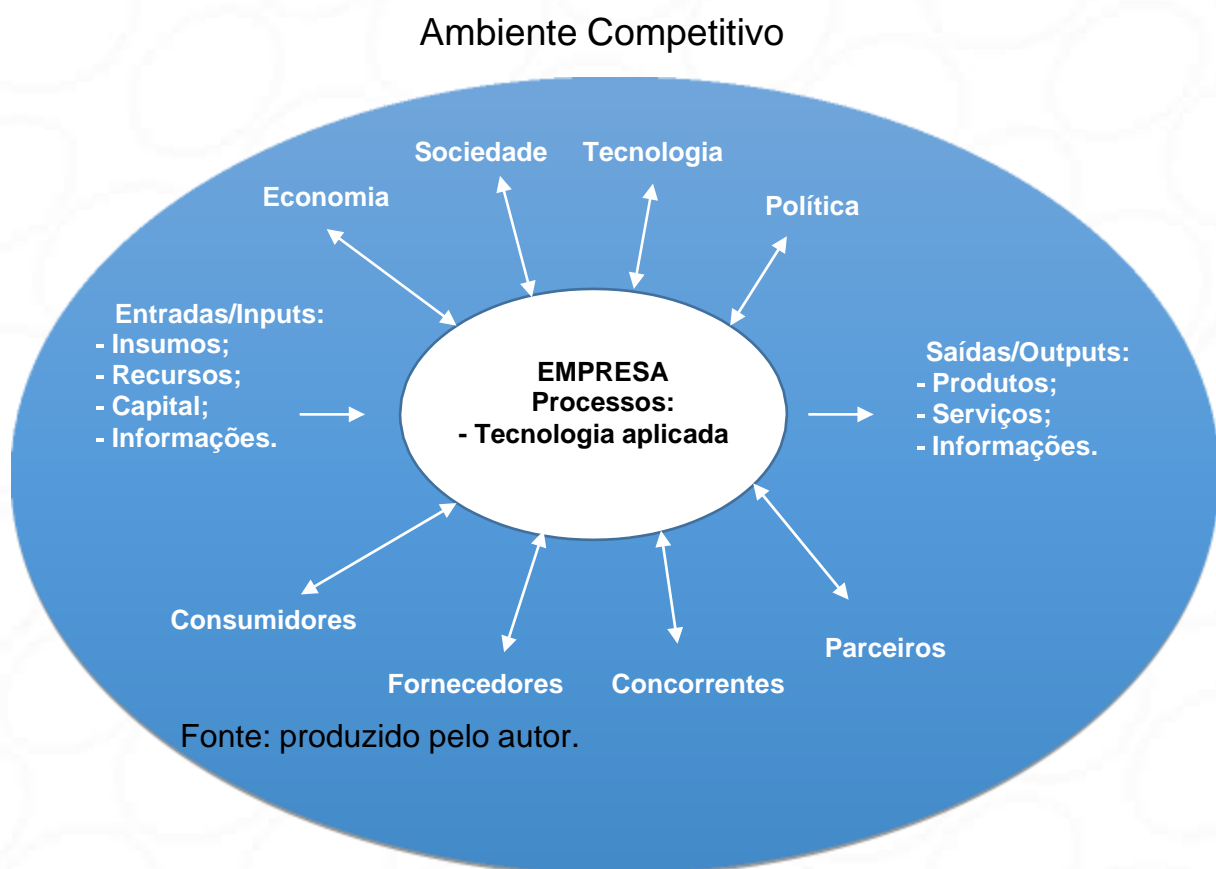 Ambiente Competitivo
Sociedade
Tecnologia
Economia
Política
Entradas/Inputs:
- Insumos;
- Recursos;
- Capital;
- Informações.
EMPRESA
Processos:
- Tecnologia aplicada
Saídas/Outputs:
- Produtos;
- Serviços;
- Informações.
Consumidores
Fornecedores
Concorrentes
Parceiros
Fonte: produzido pelo autor.